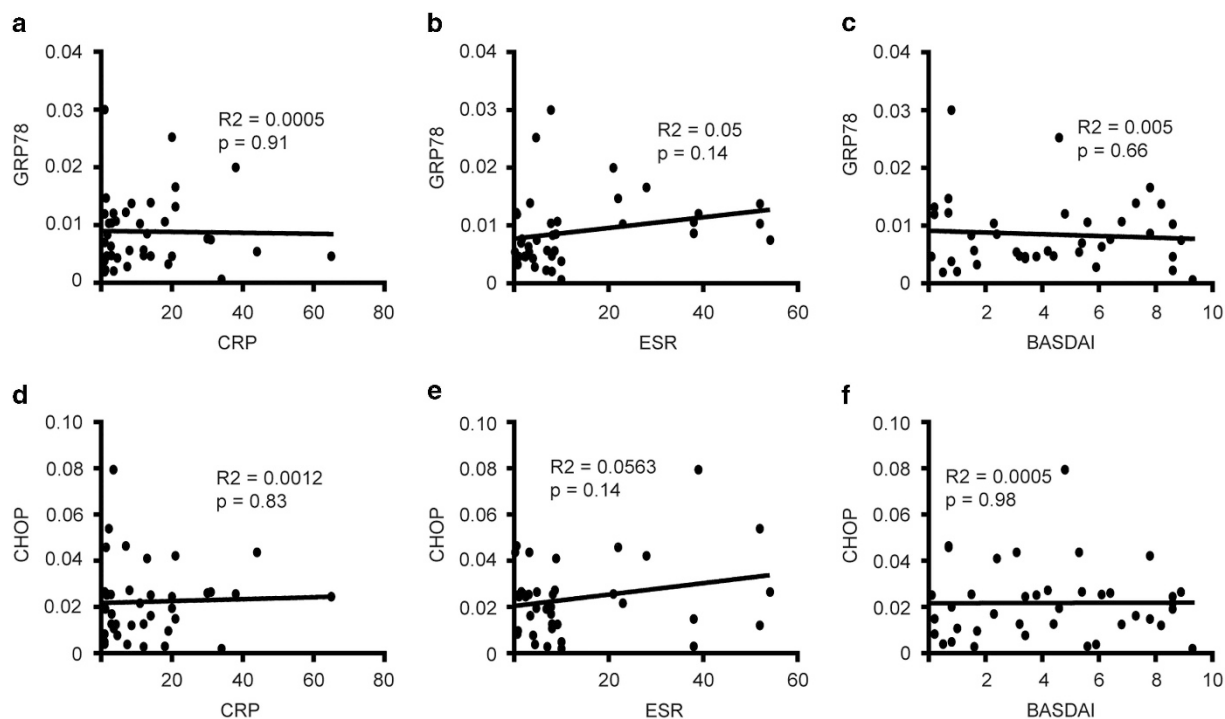 a
0.04
0.03
0.02
0.01
0
GRP78
R2 = 0.0005
p = 0.91
20
40
60
80
CRP
b
0.04
0.03
0.02
0.01
0
GRP78
R2 = 0.05
p = 0.14
20
40
60
ESR
c
0.04
0.03
0.02
0.01
0
GRP78
R2 = 0.005
p = 0.66
2
4
6
8
10
BASDAI
d
0.10
0.08
0.06
0.04
0.02
0
CHOP
R2 = 0.0012
p = 0.83
20
40
60
80
CRP
e
0.10
0.08
0.06
0.04
0.02
0
CHOP
R2 = 0.0563
p = 0.14
20
40
60
ESR
f
0.10
0.08
0.06
0.04
0.02
0
CHOP
R2 = 0.0005
p = 0.98
2
4
6
8
10
BASDAI